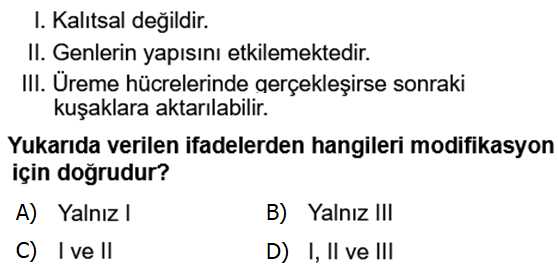 I. Kalıtsal değildir.
II. Genlerin yapısını etkilemektedir.
III. Üreme hücrelerinde gerçekleşirse sonraki
kuşaklara aktarılabilir.
Yukarıda verilen ifadelerden hangileri modifikasyon
için doğrudur?
A) Yalnız I B) Yalnız III
C) I ve II D) I, II ve III